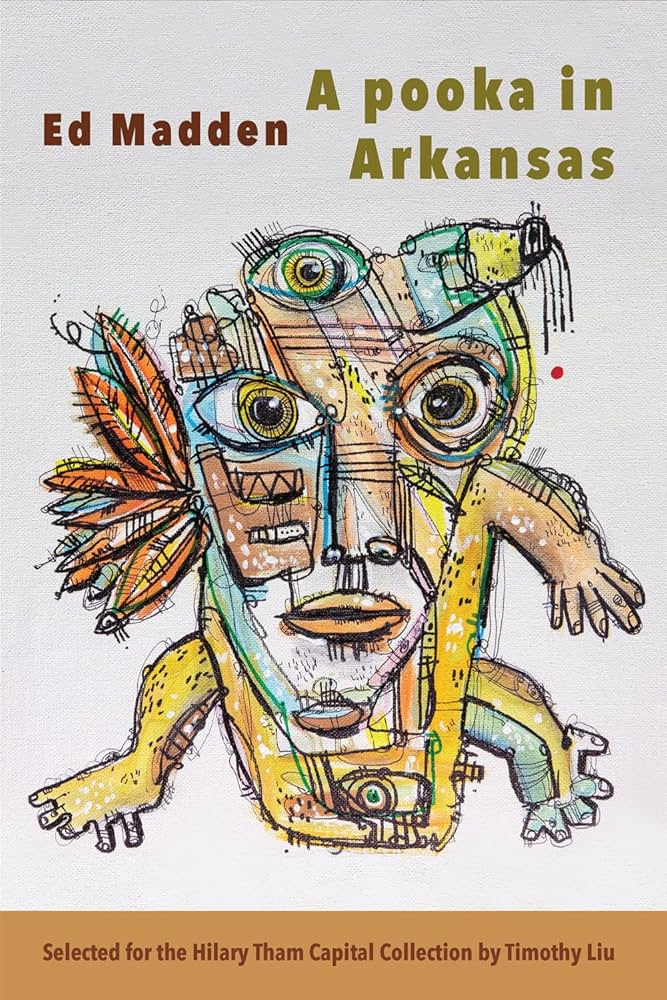 Ed Madden
A pooka in
Arkansas
Selected for the Hilary Tham Capital Collection by Timothy Liu